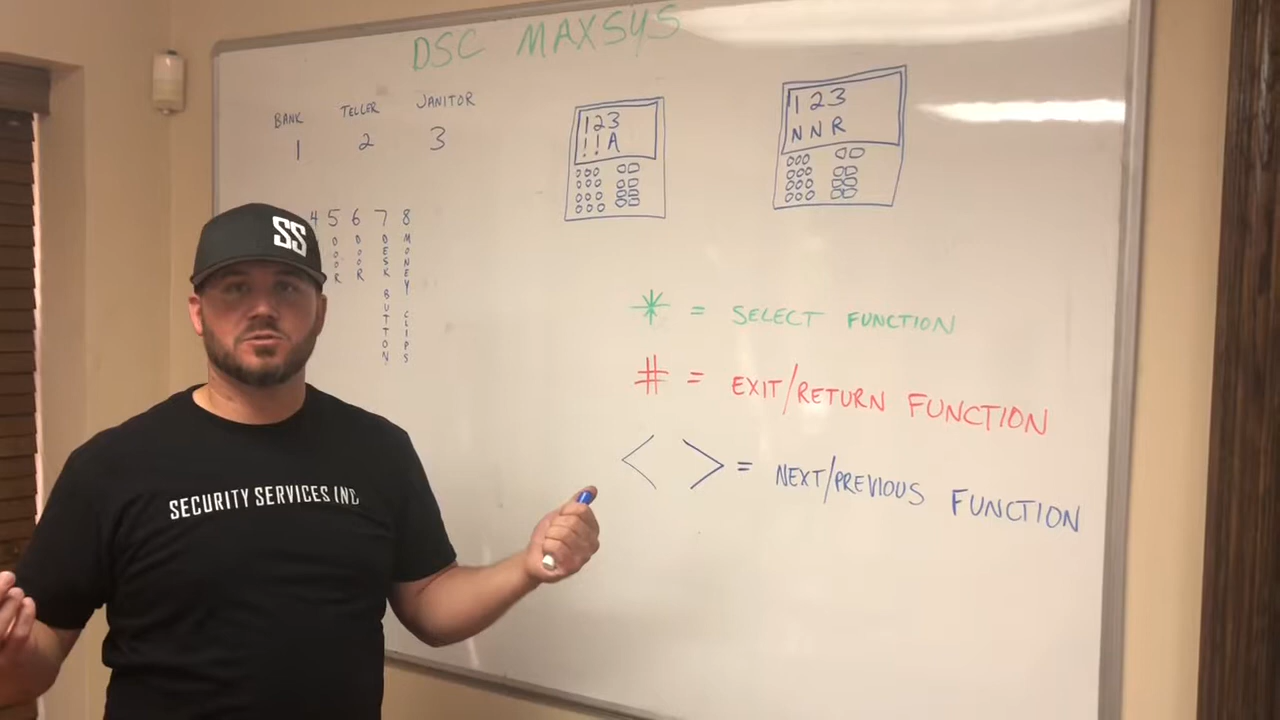 DSC MAXSYS
BANK TELLER JANITOR
1 2 3
4 5 6 7 8
DOOR
DOOR
DESK BUTTON
MONEY CLIPS
123
!!A
123
NNR
* = SELECT FUNCTION
# = EXIT/RETURN FUNCTION
< > = NEXT/PREVIOUS FUNCTION
SS
SECURITY SERVICES INC